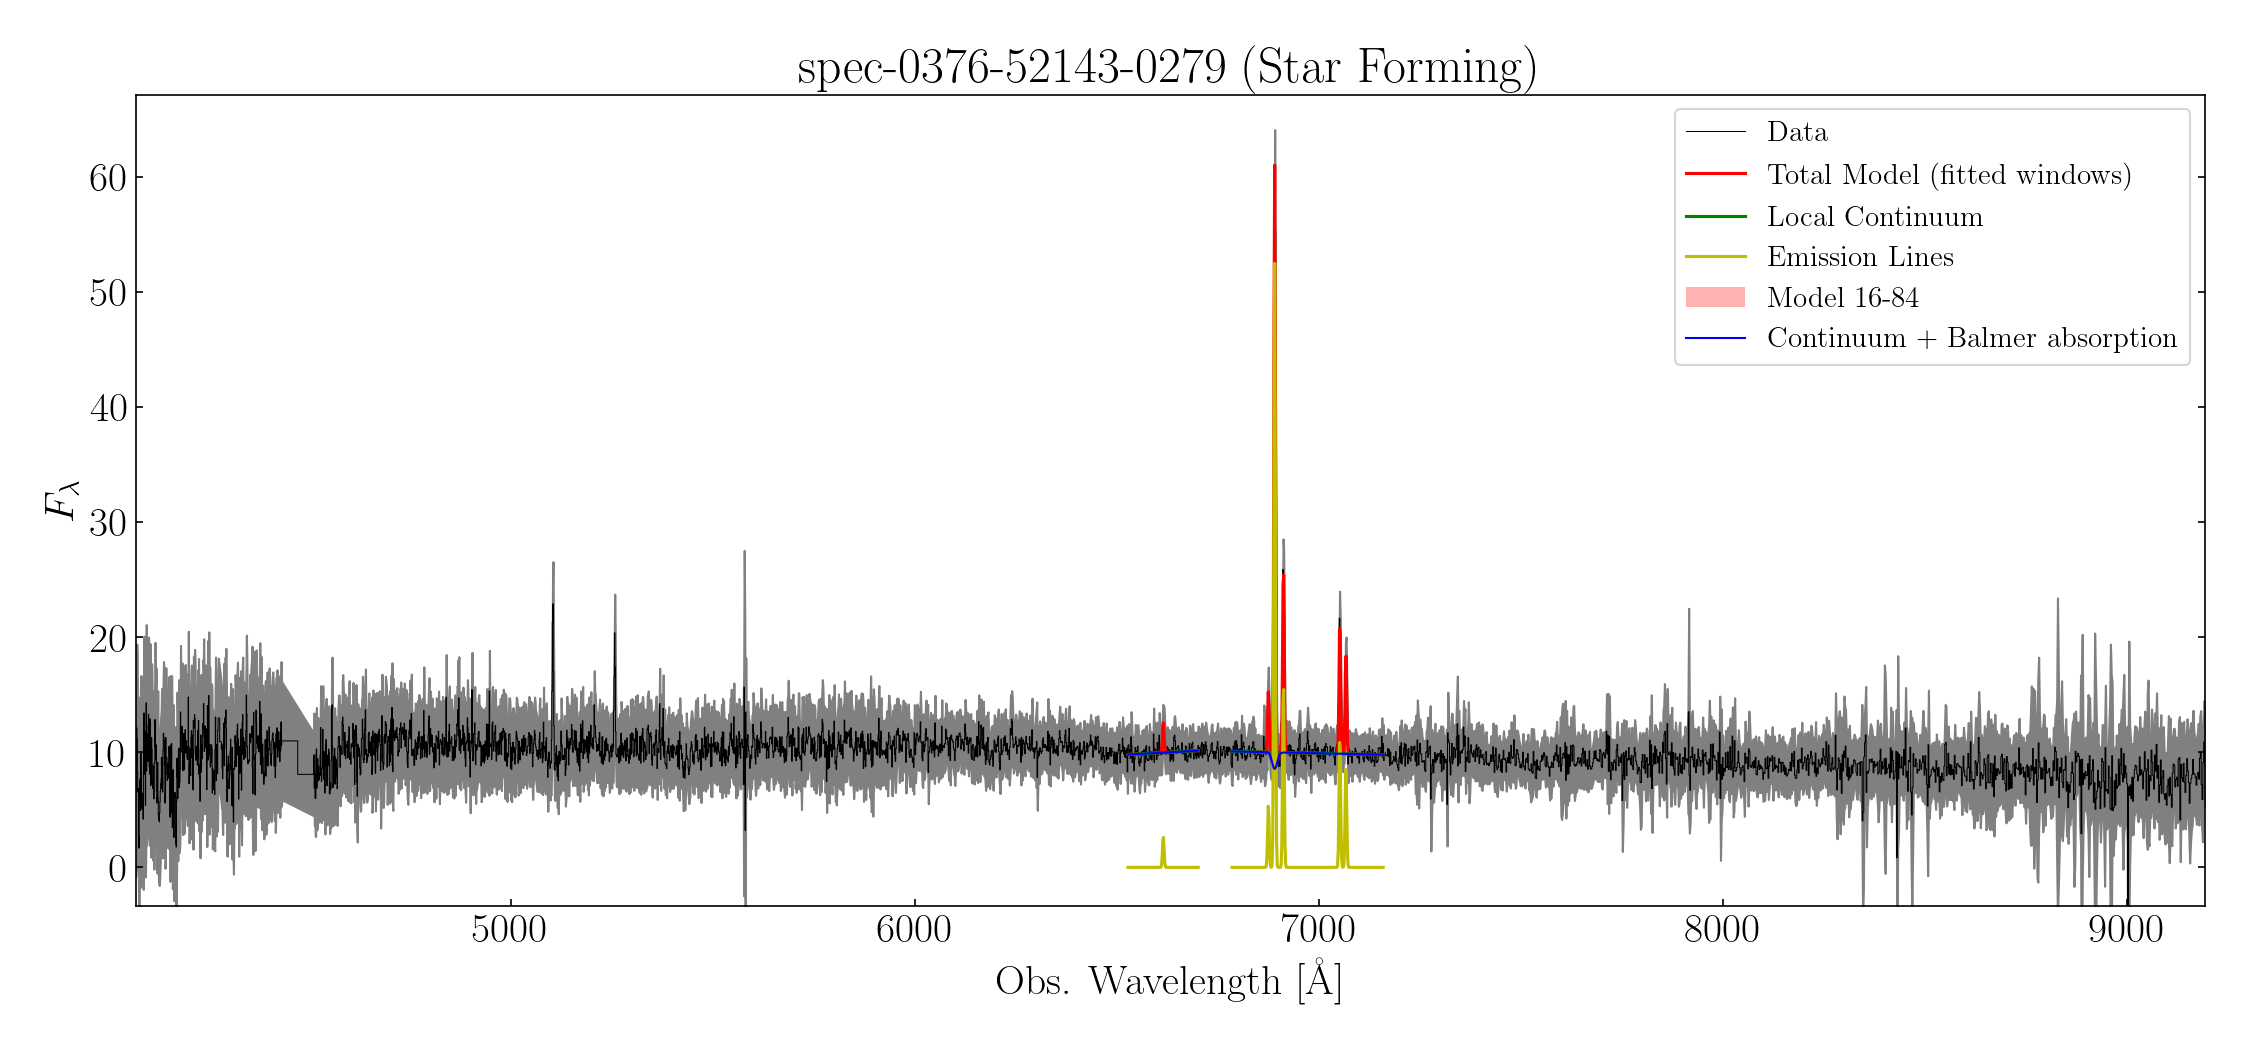 spec-0376-52143-0279 (Star Forming)
Data
Total Model (fitted windows)
Local Continuum
Emission Lines
Model 16-84
Continuum + Balmer absorption
60
50
40
30
20
10
0
Fλ
5000 6000 7000 8000 9000
Obs. Wavelength [Å]